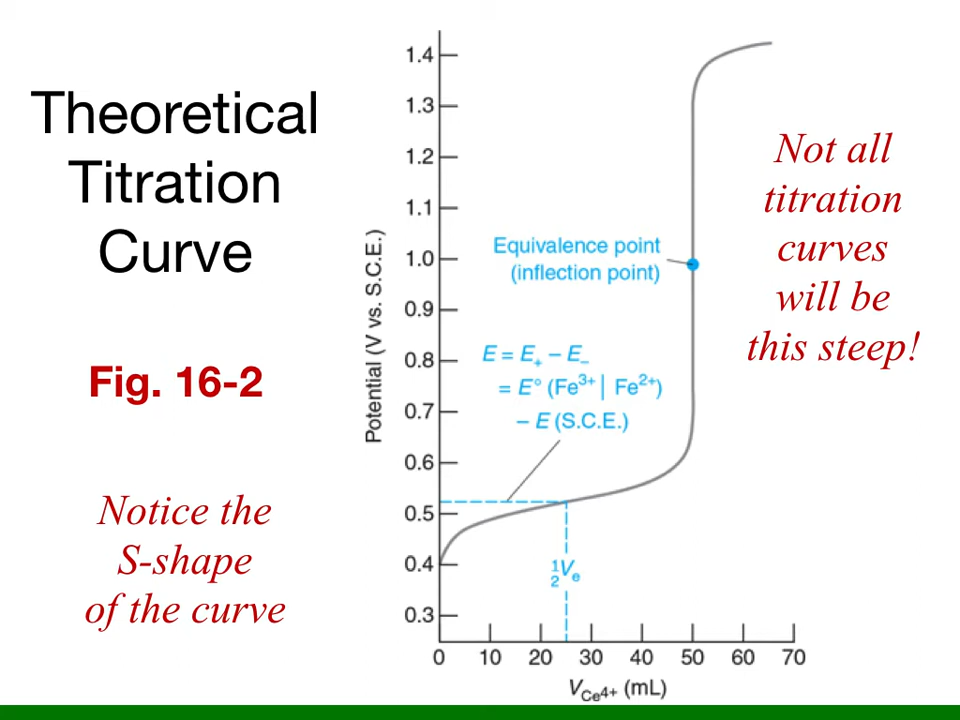 Theoretical
Titration
Curve
Fig. 16-2
Notice the
S-shape
of the curve
Potential (V vs. S.C.E.)
1.4
1.3
1.2
1.1
1.0
0.9
0.8
0.7
0.6
0.5
0.4
0.3
Equivalence point
(inflection point)
E = E₊ − E₋
= E° (Fe³⁺ | Fe²⁺)
− E (S.C.E.)
½Vₑ
0 10 20 30 40 50 60 70
V_Ce⁴⁺ (mL)
Not all
titration
curves
will be
this steep!